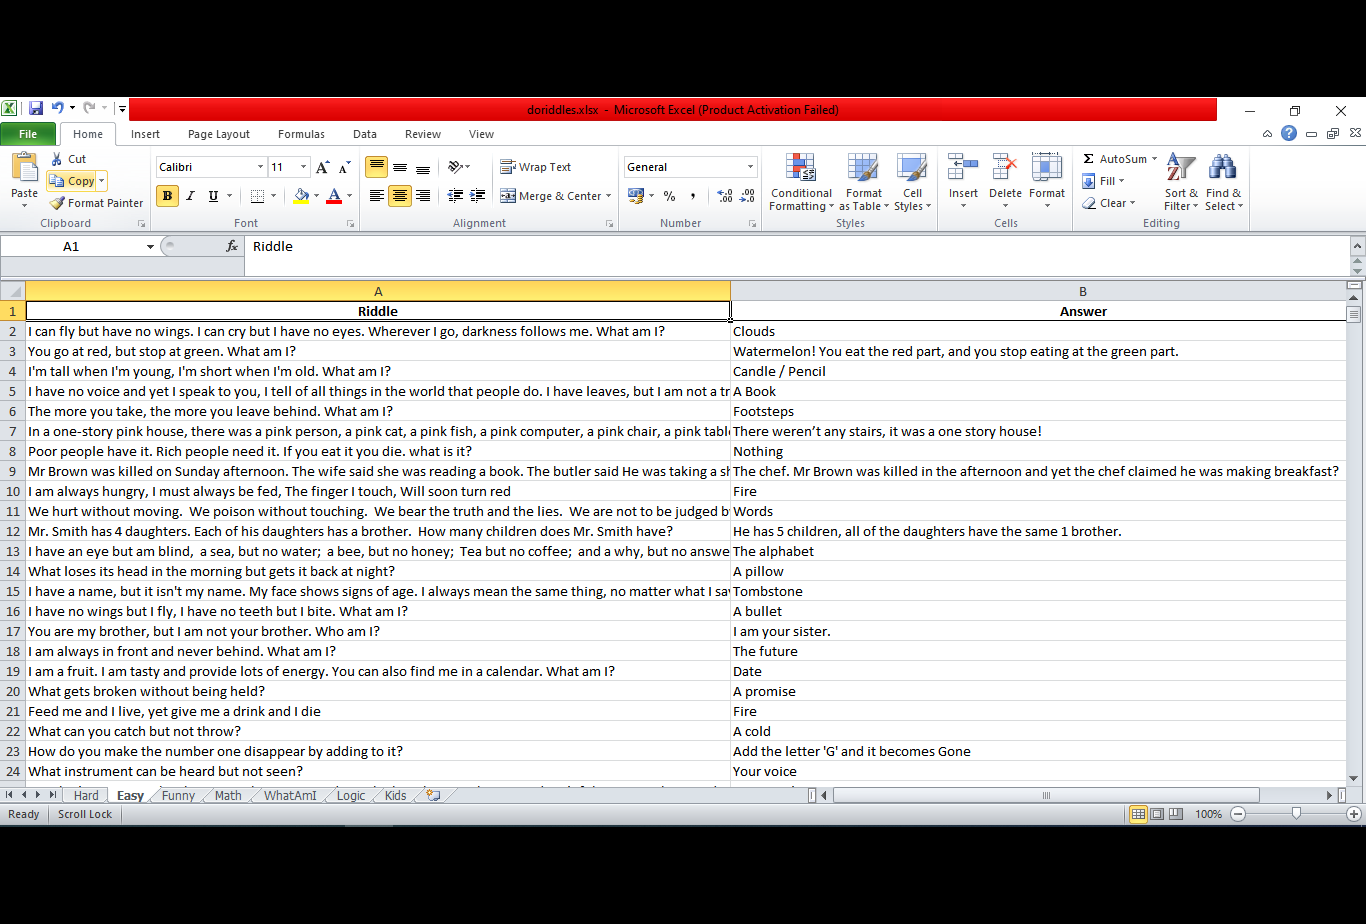 doriddles.xlsx - Microsoft Excel (Product Activation Failed)
File Home Insert Page Layout Formulas Data Review View
Paste Cut Copy Format Painter
Calibri 11 Wrap Text General Conditional Formatting Format as Table Cell Styles Insert Delete Format Σ AutoSum Fill Clear Sort & Filter Find & Select
B I U A Merge & Center % ,
Clipboard Font Alignment Number Styles Cells Editing
A1 fx Riddle
A B
1 Riddle Answer
2 I can fly but have no wings. I can cry but I have no eyes. Wherever I go, darkness follows me. What am I? Clouds
3 You go at red, but stop at green. What am I? Watermelon! You eat the red part, and you stop eating at the green part.
4 I'm tall when I'm young, I'm short when I'm old. What am I? Candle / Pencil
5 I have no voice and yet I speak to you, I tell of all things in the world that people do. I have leaves, but I am not a tr A Book
6 The more you take, the more you leave behind. What am I? Footsteps
7 In a one-story pink house, there was a pink person, a pink cat, a pink fish, a pink computer, a pink chair, a pink tabl There weren’t any stairs, it was a one story house!
8 Poor people have it. Rich people need it. If you eat it you die. what is it? Nothing
9 Mr Brown was killed on Sunday afternoon. The wife said she was reading a book. The butler said He was taking a sh The chef. Mr Brown was killed in the afternoon and yet the chef claimed he was making breakfast?
10 I am always hungry, I must always be fed, The finger I touch, Will soon turn red Fire
11 We hurt without moving. We poison without touching. We bear the truth and the lies. We are not to be judged b Words
12 Mr. Smith has 4 daughters. Each of his daughters has a brother. How many children does Mr. Smith have? He has 5 children, all of the daughters have the same 1 brother.
13 I have an eye but am blind, a sea, but no water; a bee, but no honey; Tea but no coffee; and a why, but no answe The alphabet
14 What loses its head in the morning but gets it back at night? A pillow
15 I have a name, but it isn't my name. My face shows signs of age. I always mean the same thing, no matter what I say Tombstone
16 I have no wings but I fly, I have no teeth but I bite. What am I? A bullet
17 You are my brother, but I am not your brother. Who am I? I am your sister.
18 I am always in front and never behind. What am I? The future
19 I am a fruit. I am tasty and provide lots of energy. You can also find me in a calendar. What am I? Date
20 What gets broken without being held? A promise
21 Feed me and I live, yet give me a drink and I die Fire
22 What can you catch but not throw? A cold
23 How do you make the number one disappear by adding to it? Add the letter 'G' and it becomes Gone
24 What instrument can be heard but not seen? Your voice
Hard Easy Funny Math WhatAmI Logic Kids
Ready Scroll Lock 100%